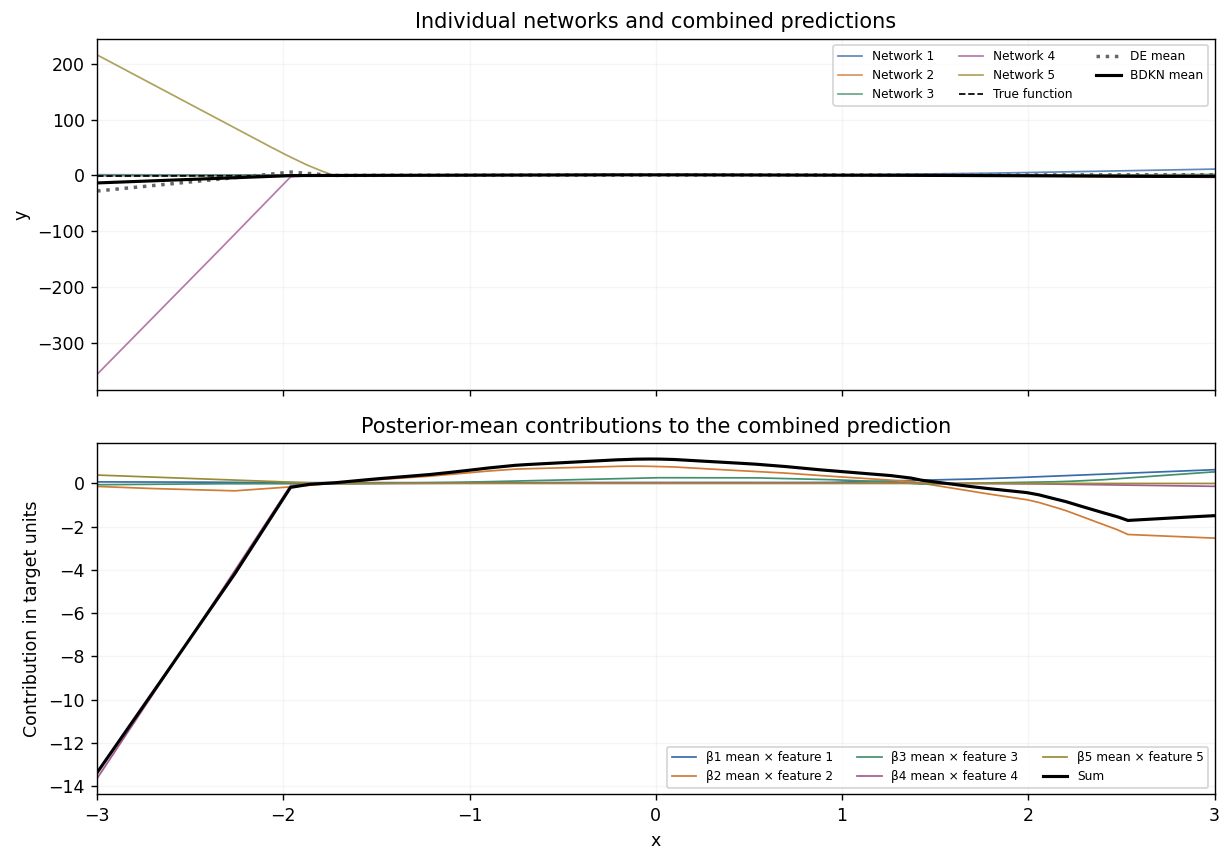 Individual networks and combined predictions
200
100
0
−100
−200
−300
y
Network 1
Network 2
Network 3
Network 4
Network 5
True function
DE mean
BDKN mean
Posterior-mean contributions to the combined prediction
0
−2
−4
−6
−8
−10
−12
−14
Contribution in target units
β1 mean × feature 1
β2 mean × feature 2
β3 mean × feature 3
β4 mean × feature 4
β5 mean × feature 5
Sum
−3 −2 −1 0 1 2 3
x